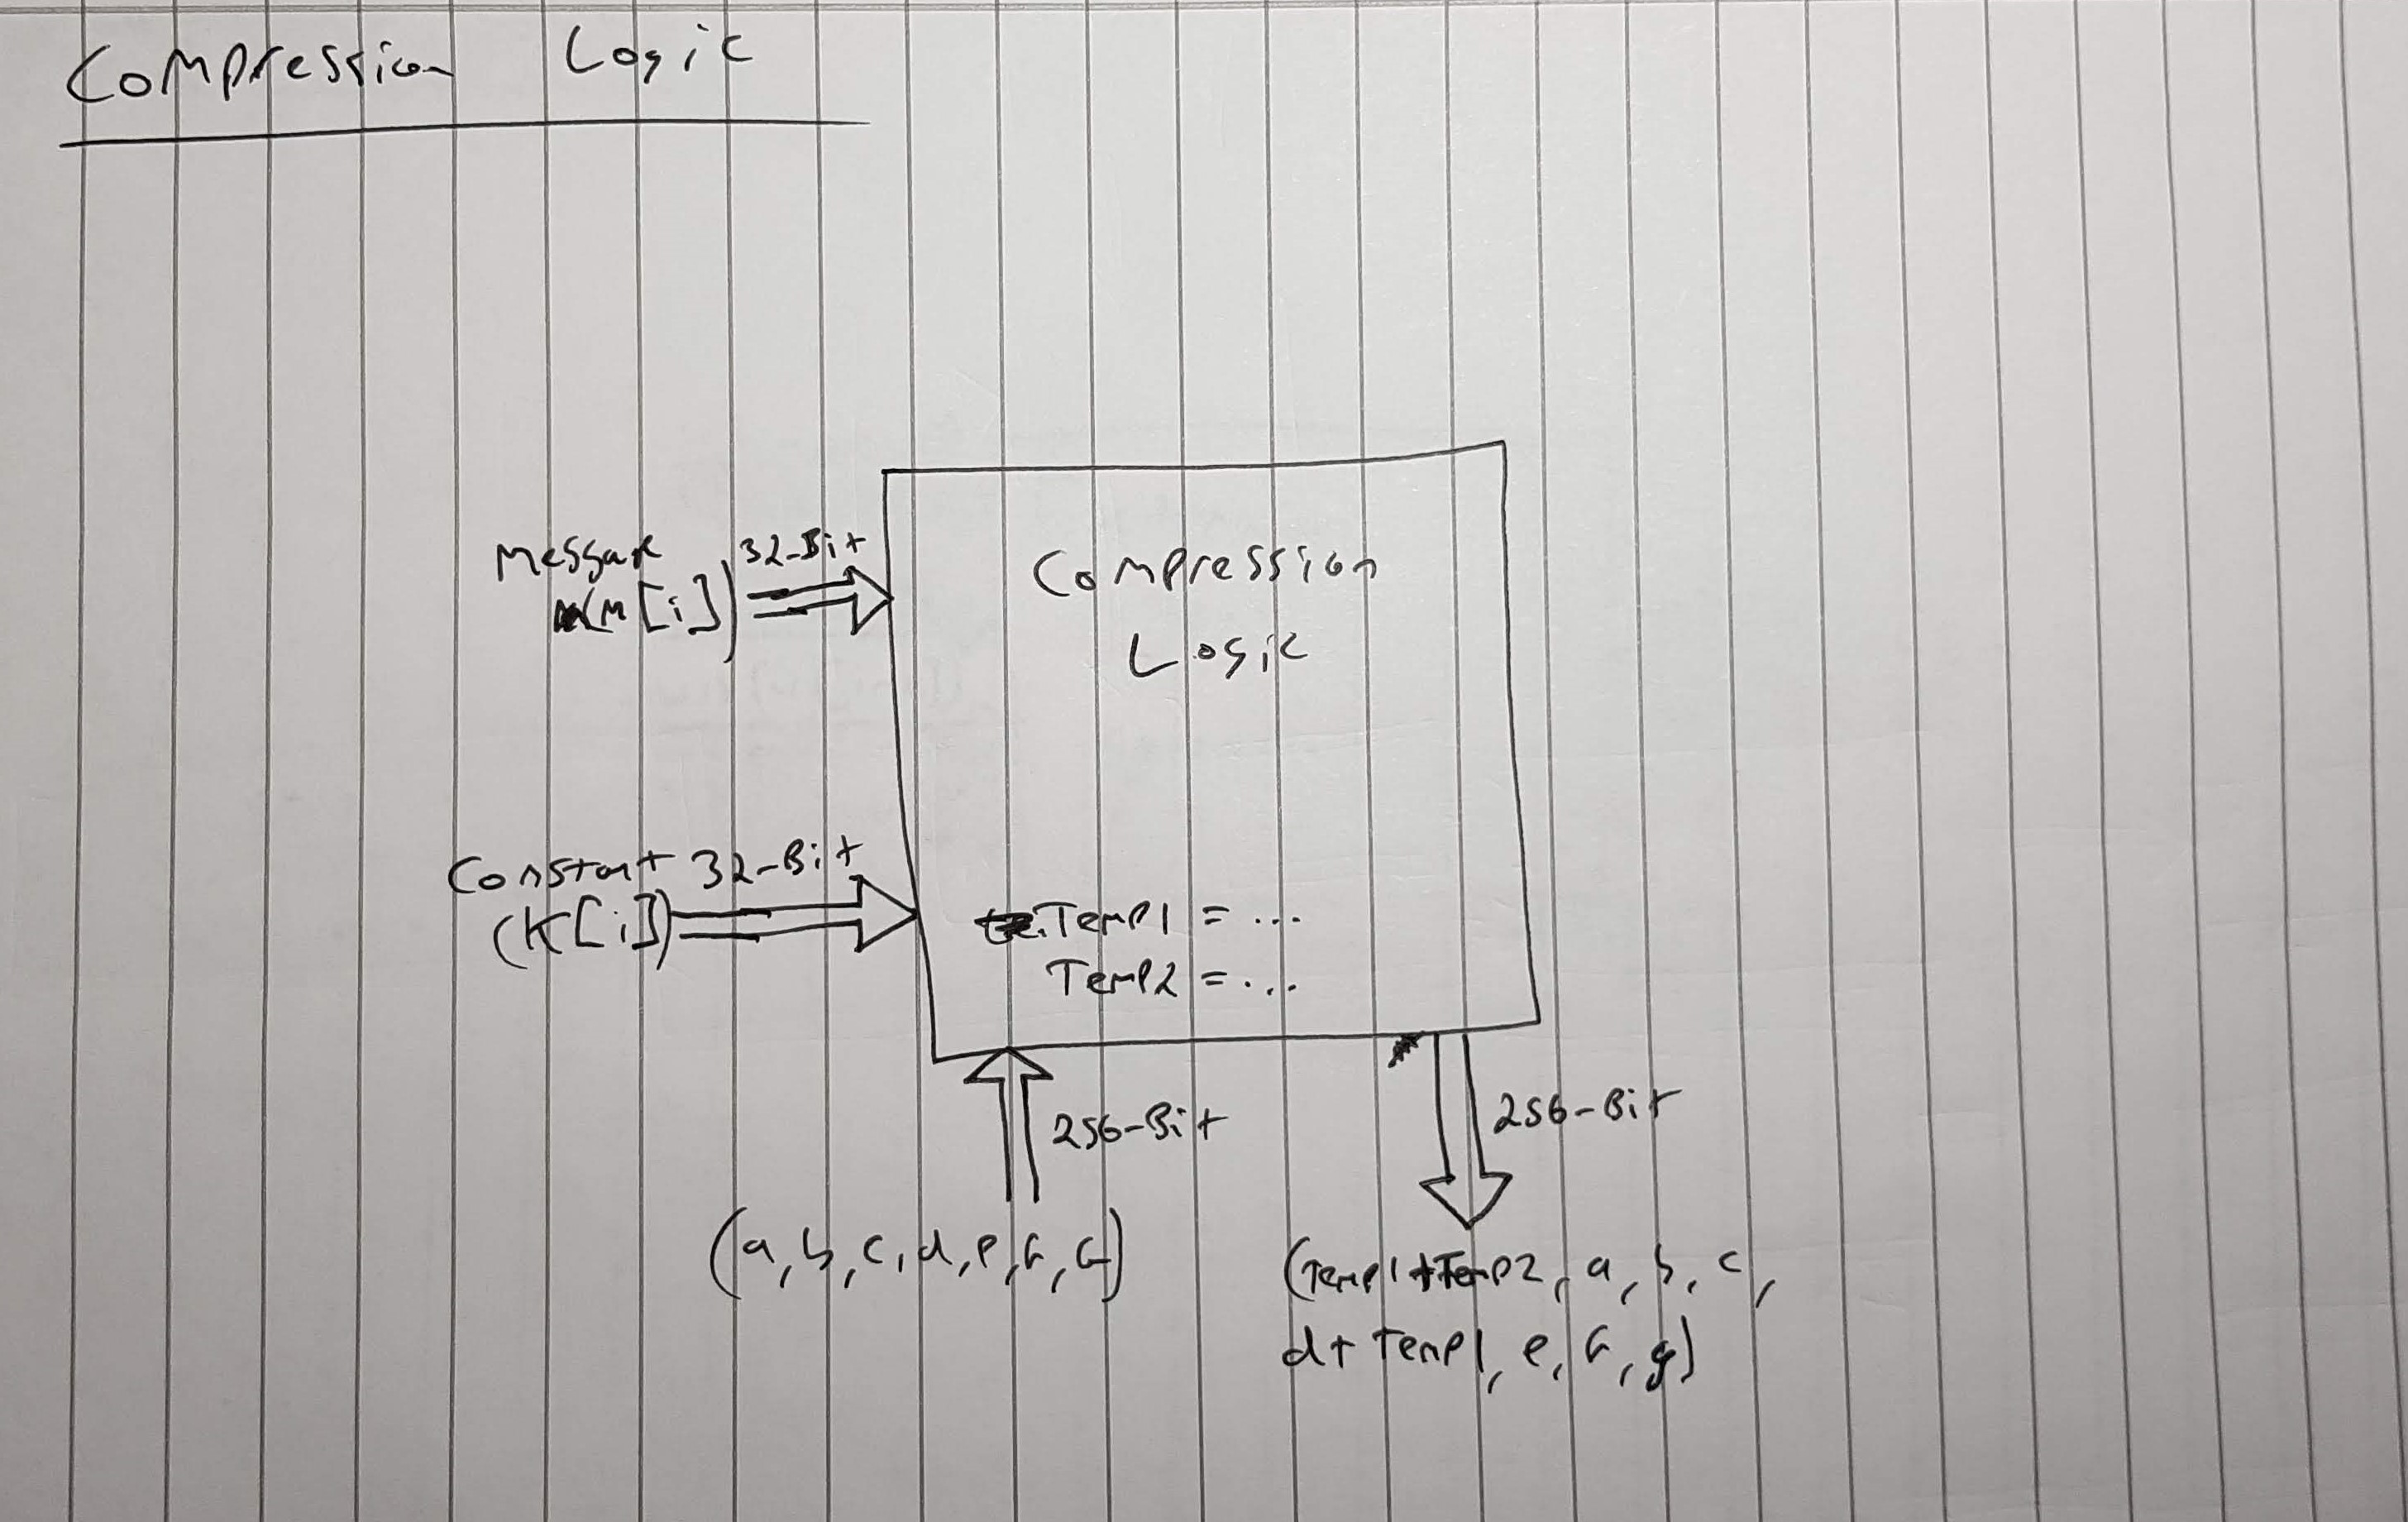 Compression Logic
Message 32-Bit
(M[i])
Compression
Logic
Constant 32-Bit
(K[i])
Temp1 = ...
Temp2 = ...
256-Bit
256-Bit
(a, b, c, d, e, f, G)
(Temp1+Temp2, a, b, c,
d+Temp1, e, f, g)